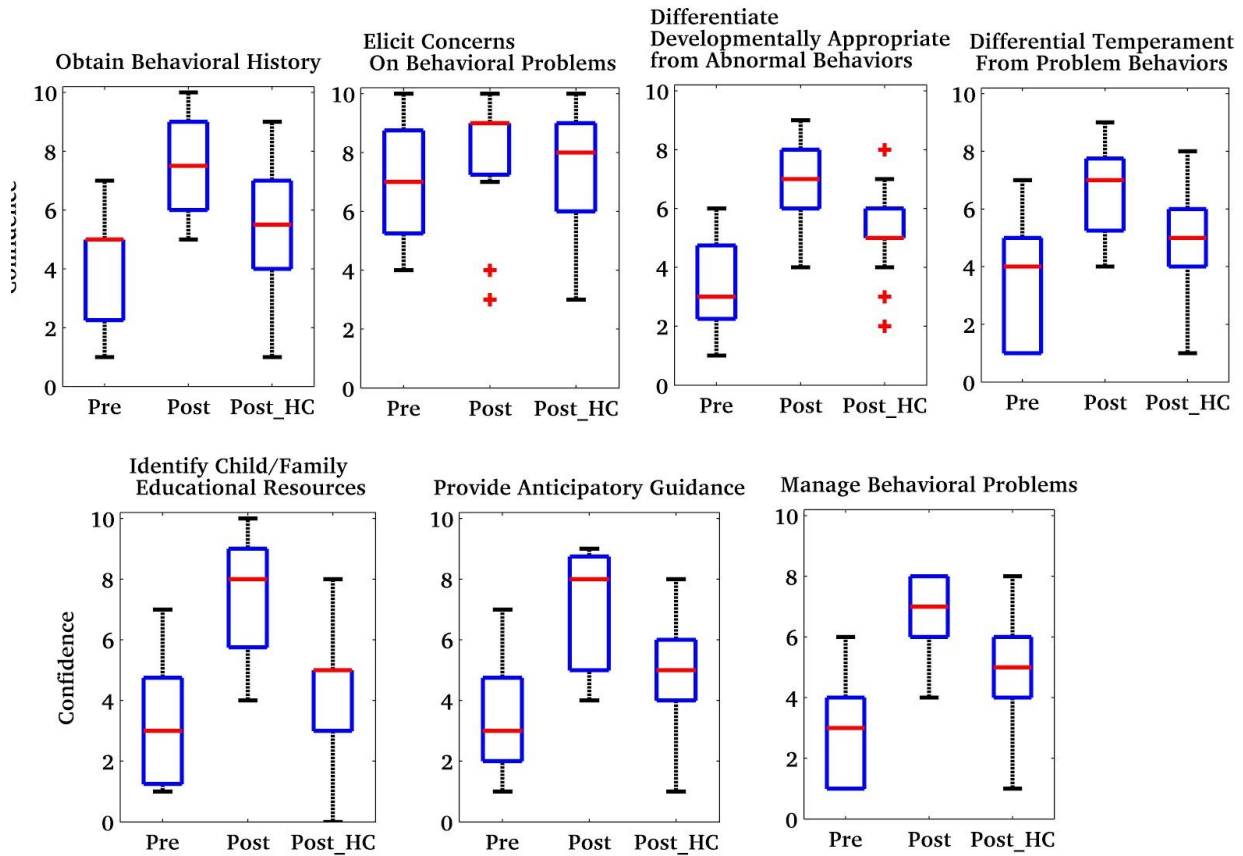 Obtain Behavioral History
Elicit Concerns
On Behavioral Problems
Differentiate
Developmentally Appropriate
from Abnormal Behaviors
Differential Temperament
From Problem Behaviors
10
8
6
4
2
0
Pre Post Post_HC
10
8
6
4
2
0
Pre Post Post_HC
10
8
6
4
2
0
Pre Post Post_HC
10
8
6
4
2
0
Pre Post Post_HC
Identify Child/Family
Educational Resources
Provide Anticipatory Guidance
Manage Behavioral Problems
Confidence
10
8
6
4
2
0
Pre Post Post_HC
10
8
6
4
2
0
Pre Post Post_HC
10
8
6
4
2
0
Pre Post Post_HC